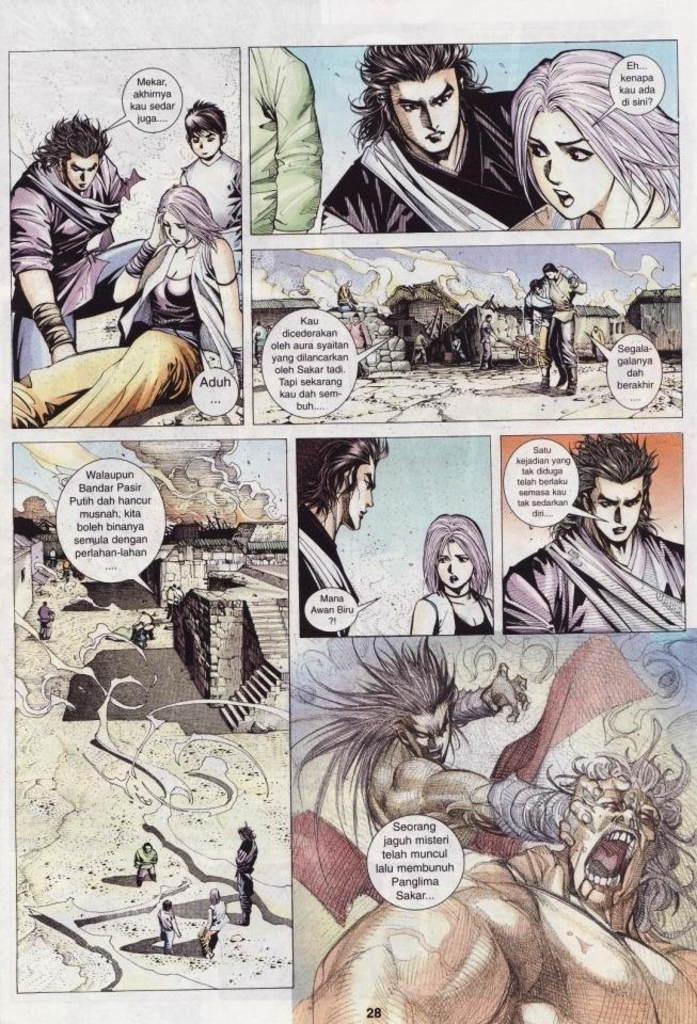 Mekar,
akhirnya
kau sedar
juga....
Aduh
...
Eh...
kenapa
kau ada
di sini?
Kau
dicederakan
oleh aura
syaitan
yang dilancarkan
oleh Sakar tadi.
Tapi sekarang
kau dah sem-
buh....
Segala-
galanya
dah
berakhir
....
Walaupun
Bandar Pasir
Putih dah hancur
musnah, kita
boleh binanya
semula dengan
perlahan-lahan
....
Mana
Awan Biru
?!
Satu
kejadian yang
tak diduga
telah berlaku
semasa kau
tak sedarkan
diri....
Seorang
jaguh misteri
telah muncul
lalu membunuh
Panglima
Sakar...
28